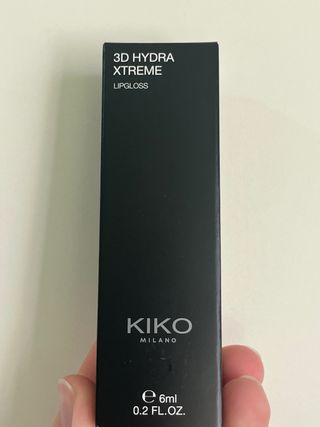 3D HYDRA
XTREME
LIPGLOSS
KIKO
MILANO
℮ 6ml
0.2 FL.OZ.